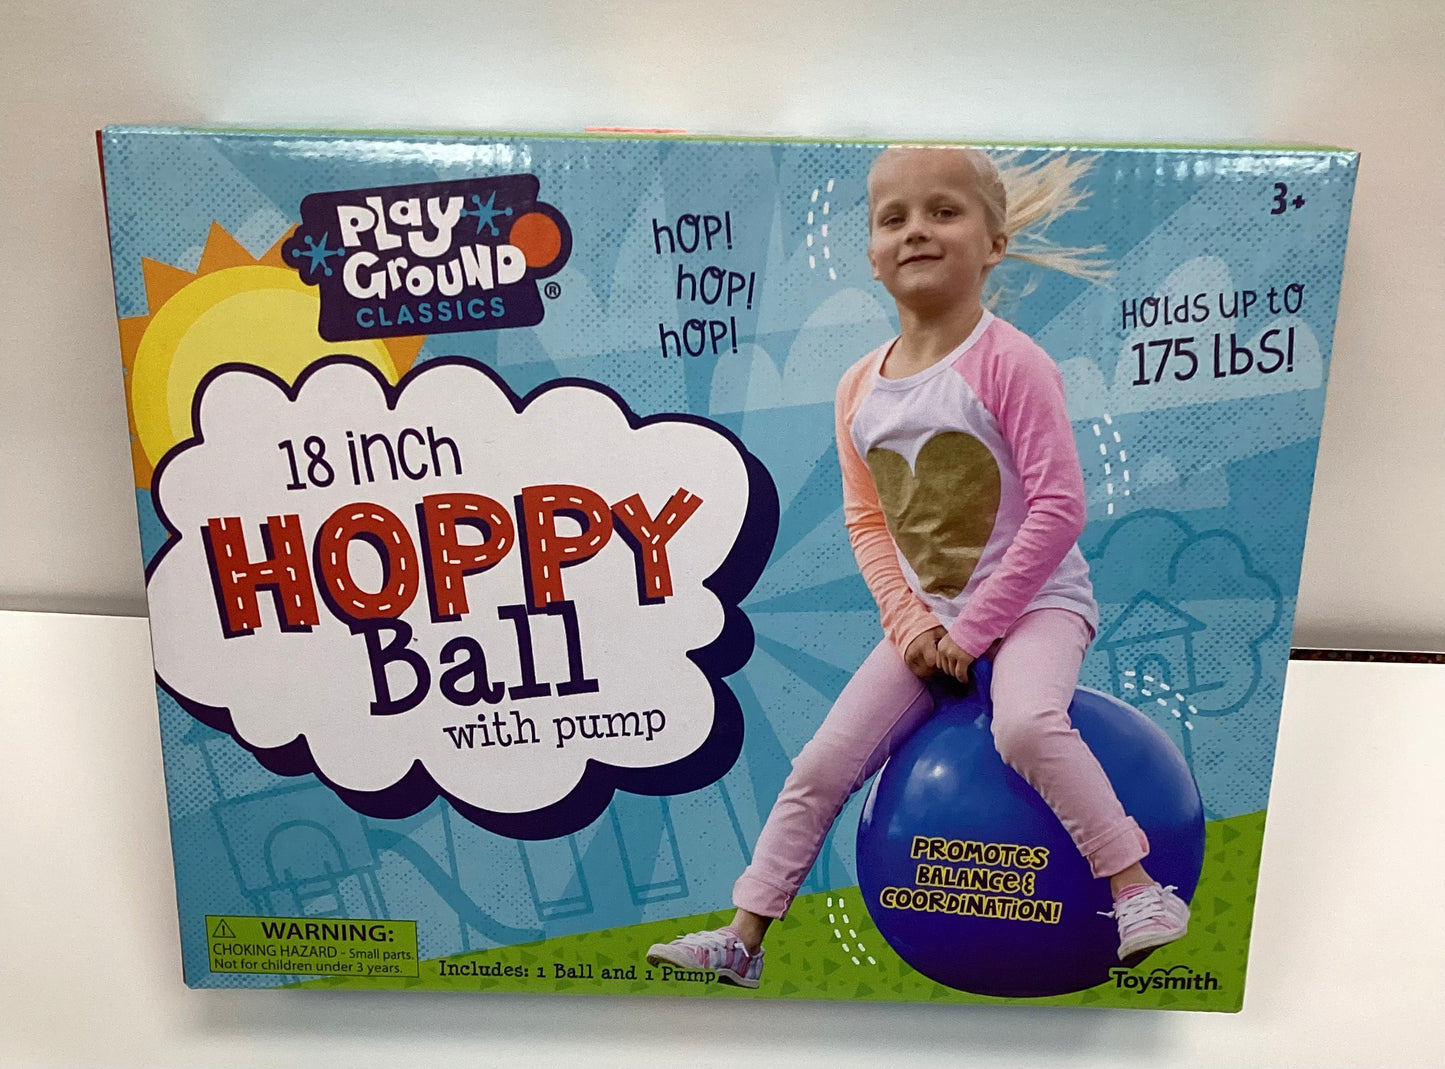 Play
Ground
CLASSICS
®
hOP!
hOP!
hOP!
3+
HOLdS UP tO
175 lbS!
18 inch
HOPPY
Ball
with pump
PROMOTeS
BALANCe &
COORDiNATiON!
WARNING:
CHOKING HAZARD - Small parts.
Not for children under 3 years.
Includes: 1 Ball and 1 Pump
Toysmith